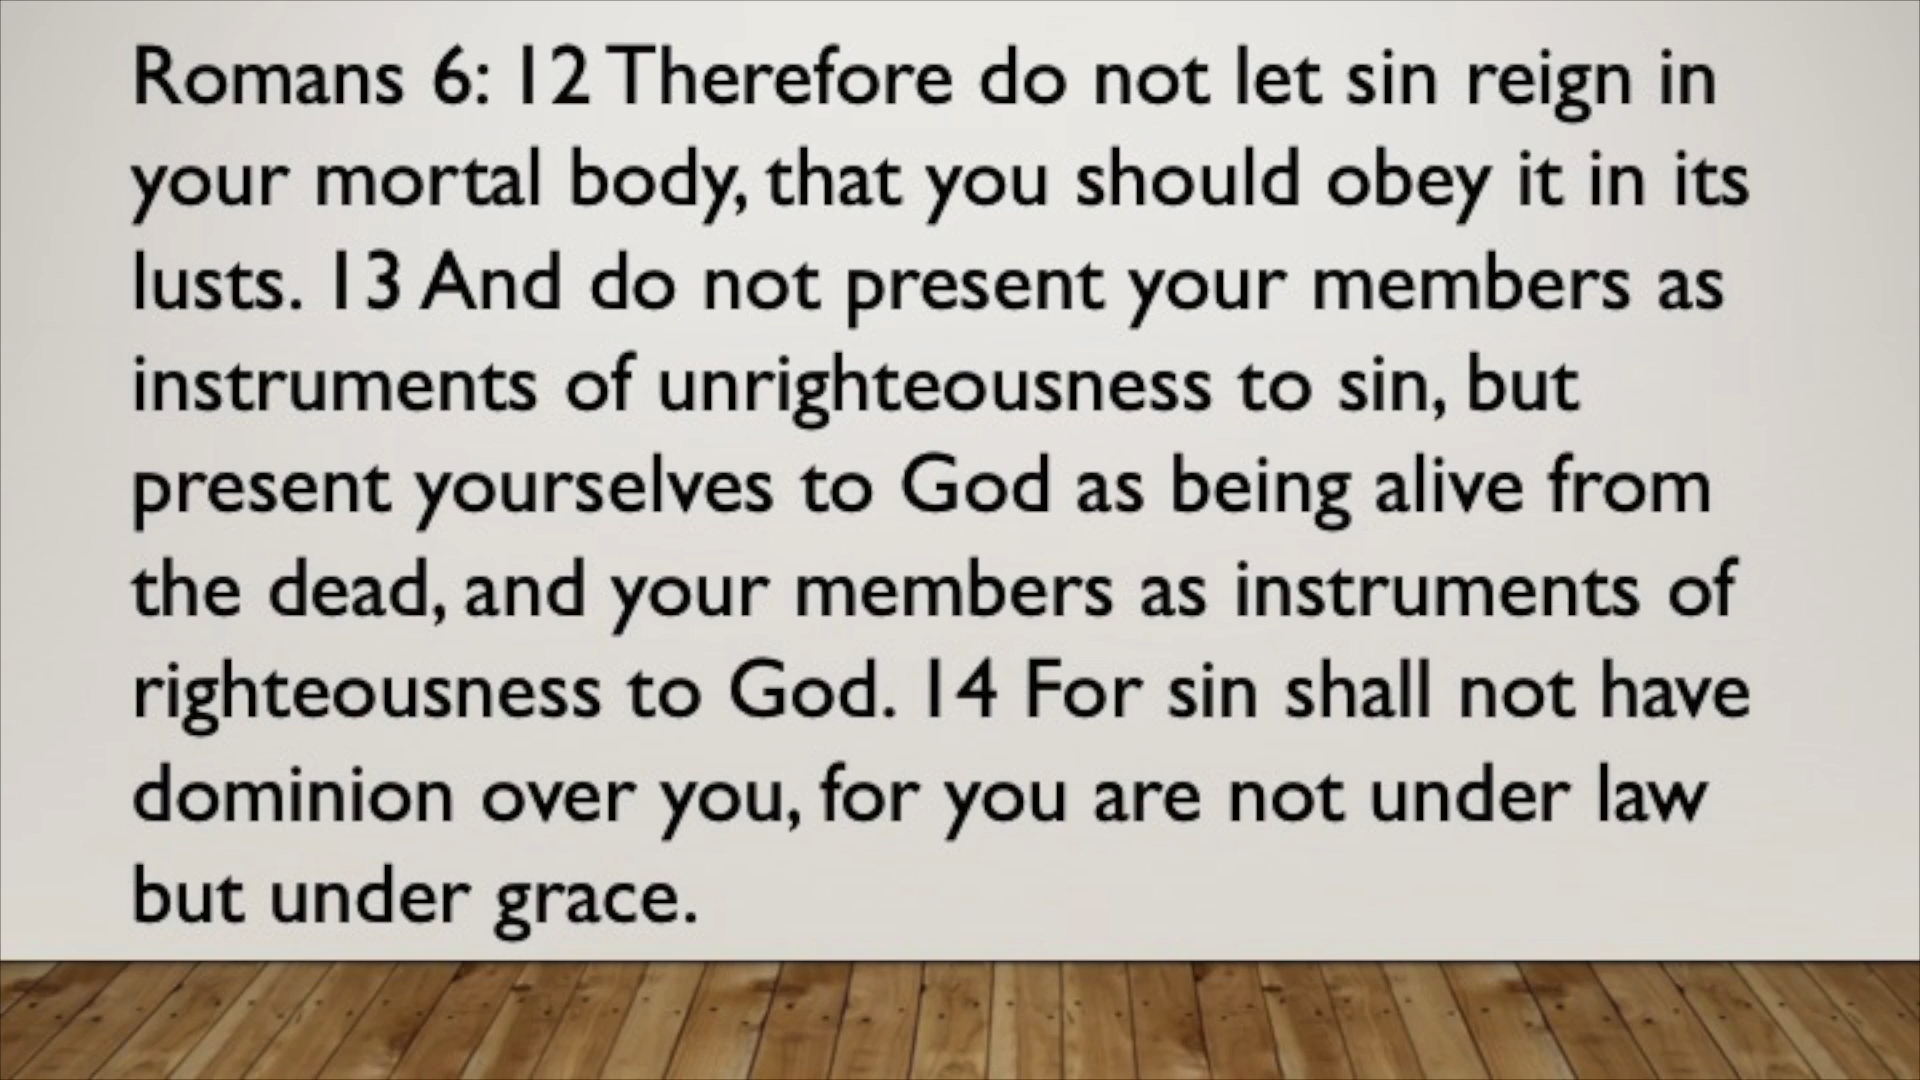 Romans 6: 12 Therefore do not let sin reign in
your mortal body, that you should obey it in its
lusts. 13 And do not present your members as
instruments of unrighteousness to sin, but
present yourselves to God as being alive from
the dead, and your members as instruments of
righteousness to God. 14 For sin shall not have
dominion over you, for you are not under law
but under grace.